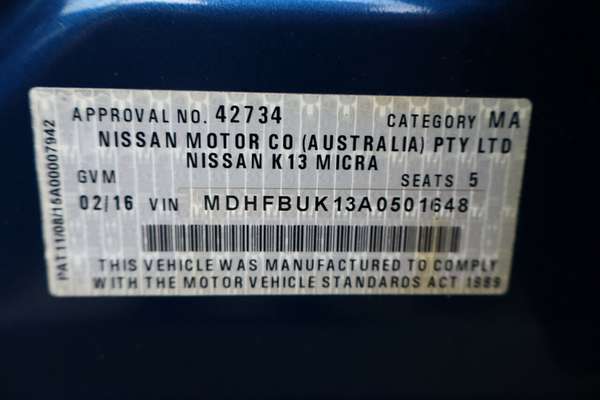 APPROVAL NO. 42734 CATEGORY MA
NISSAN MOTOR CO (AUSTRALIA) PTY LTD
NISSAN K13 MICRA
GVM SEATS 5
02/16 VIN MDHFBUK13A0501648
THIS VEHICLE WAS MANUFACTURED TO COMPLY
WITH THE MOTOR VEHICLE STANDARDS ACT 1989
PAT11/08/15A00007942